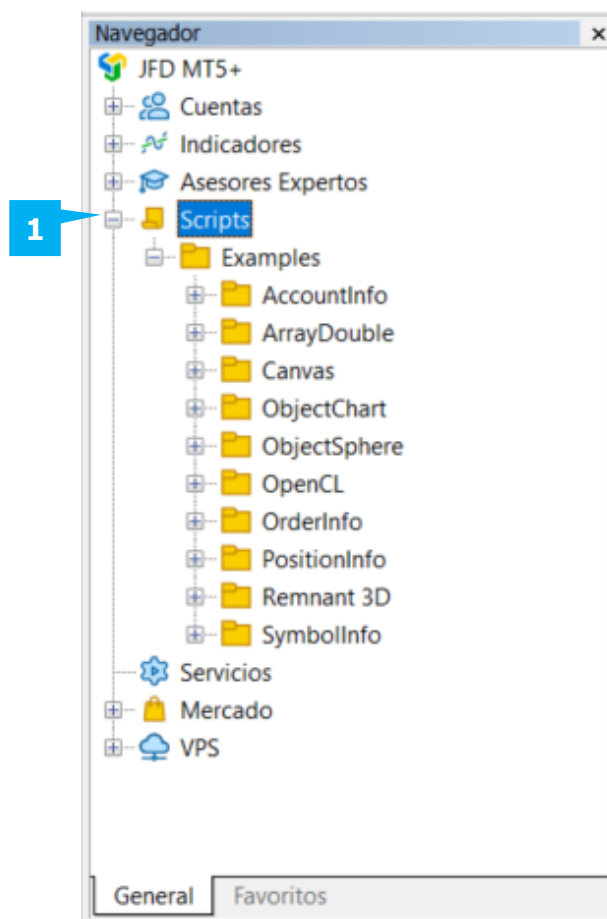 Navegador
JFD MT5+
Cuentas
Indicadores
Asesores Expertos
1
Scripts
Examples
AccountInfo
ArrayDouble
Canvas
ObjectChart
ObjectSphere
OpenCL
OrderInfo
PositionInfo
Remnant 3D
SymbolInfo
Servicios
Mercado
VPS
General Favoritos